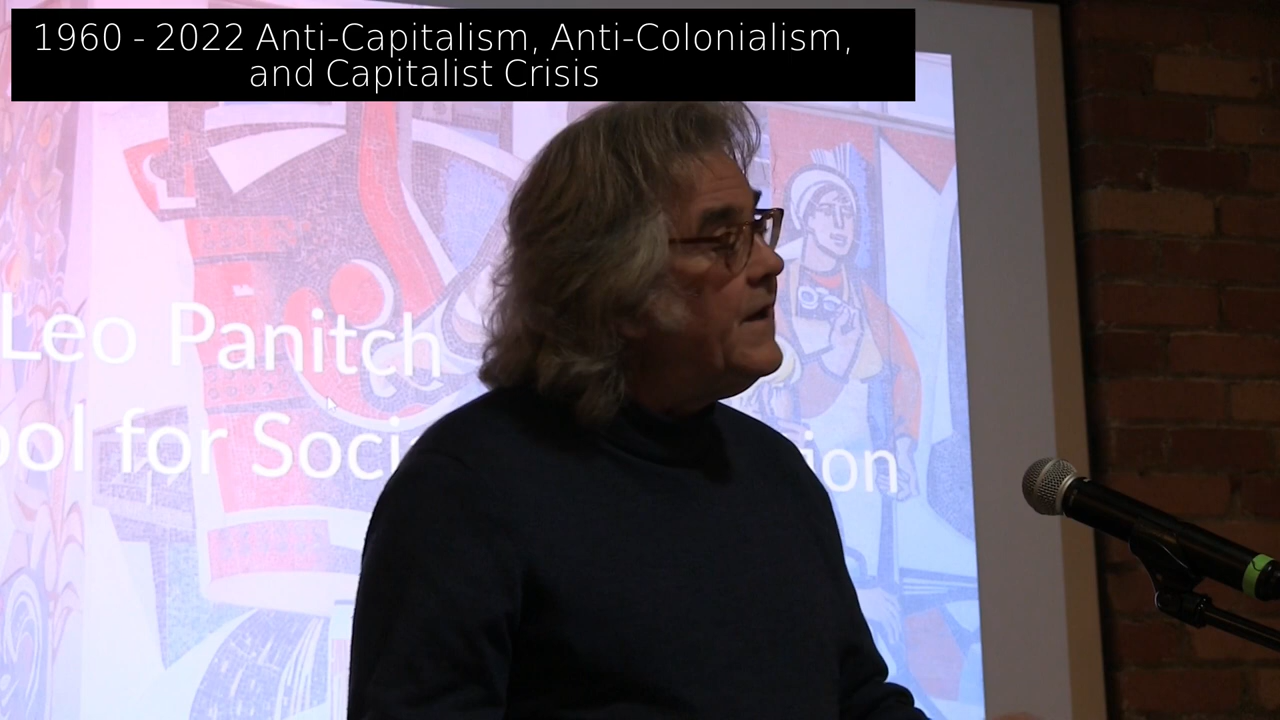 1960 - 2022 Anti-Capitalism, Anti-Colonialism,
and Capitalist Crisis
Leo Panitch
ool for Soci ion